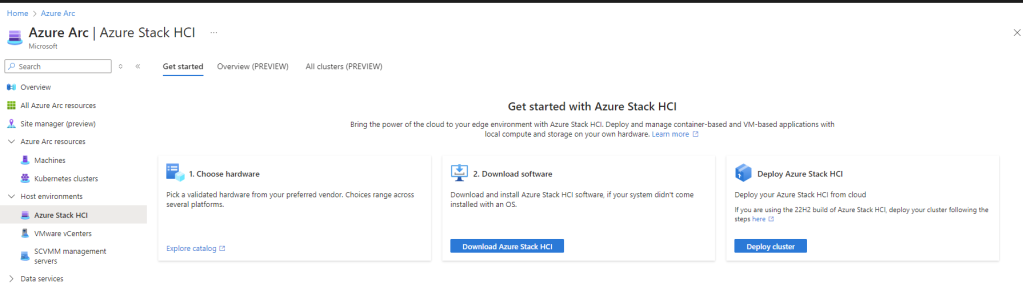 Home > Azure Arc
Azure Arc | Azure Stack HCI ...
Microsoft
Search
Overview
All Azure Arc resources
Site manager (preview)
Azure Arc resources
Machines
Kubernetes clusters
Host environments
Azure Stack HCI
VMware vCenters
SCVMM management
servers
Data services
Get started Overview (PREVIEW) All clusters (PREVIEW)
Get started with Azure Stack HCI
Bring the power of the cloud to your edge environment with Azure Stack HCI. Deploy and manage container-based and VM-based applications with
local compute and storage on your own hardware. Learn more
1. Choose hardware
Pick a validated hardware from your preferred vendor. Choices range across
several platforms.
Explore catalog
2. Download software
Download and install Azure Stack HCI software, if your system didn't come
installed with an OS.
Download Azure Stack HCI
Deploy Azure Stack HCI
Deploy your Azure Stack HCI from cloud
If you are using the 22H2 build of Azure Stack HCI, deploy your cluster following the
steps here
Deploy cluster